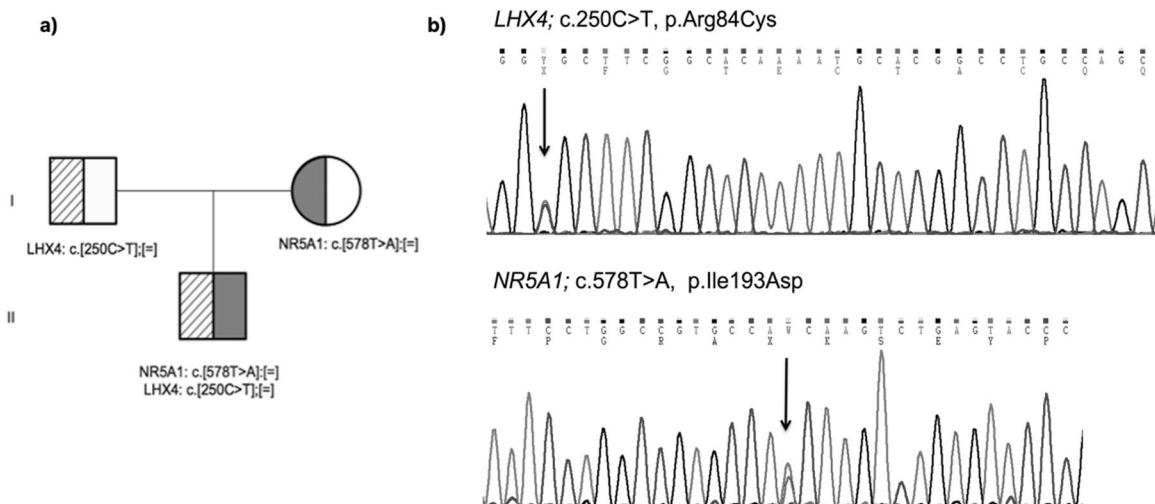 a)
b)
LHX4; c.250C>T, p.Arg84Cys
G G Y G C T T C G G C A C A A A A T G C A C G G C C T G C C A G C
X F G T K C T A C Q Q
I
LHX4: c.[250C>T];[=]
NR5A1: c.[578T>A];[=]
NR5A1; c.578T>A, p.Ile193Asp
T T T C C T G G C C G T G C C A W C A A G T C T G A G T A C C C
F P G R A X K S E Y P
II
NR5A1: c.[578T>A];[=]
LHX4: c.[250C>T];[=]